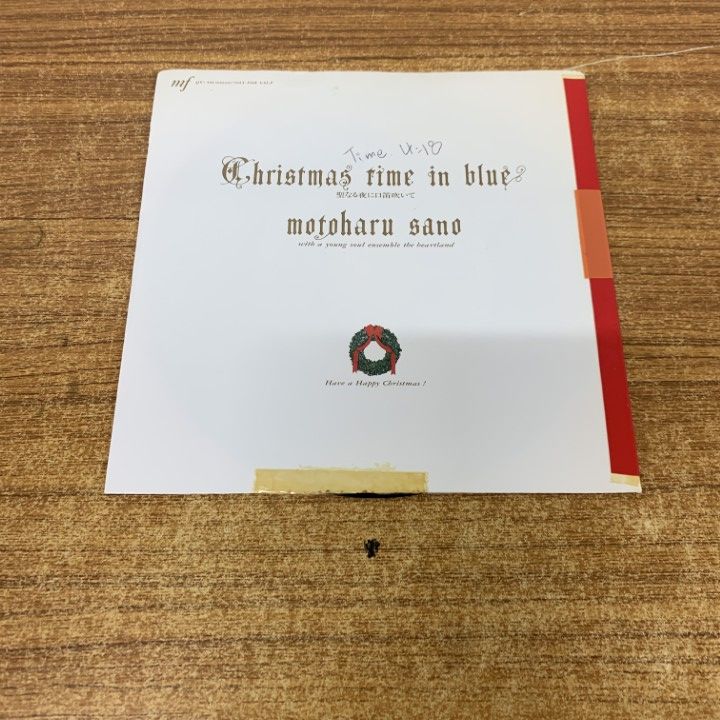 mf
Time 4:18
Christmas time in blue
聖なる夜に口笛吹いて
motoharu sano
with a young soul ensemble the heartland
Have a Happy Christmas !